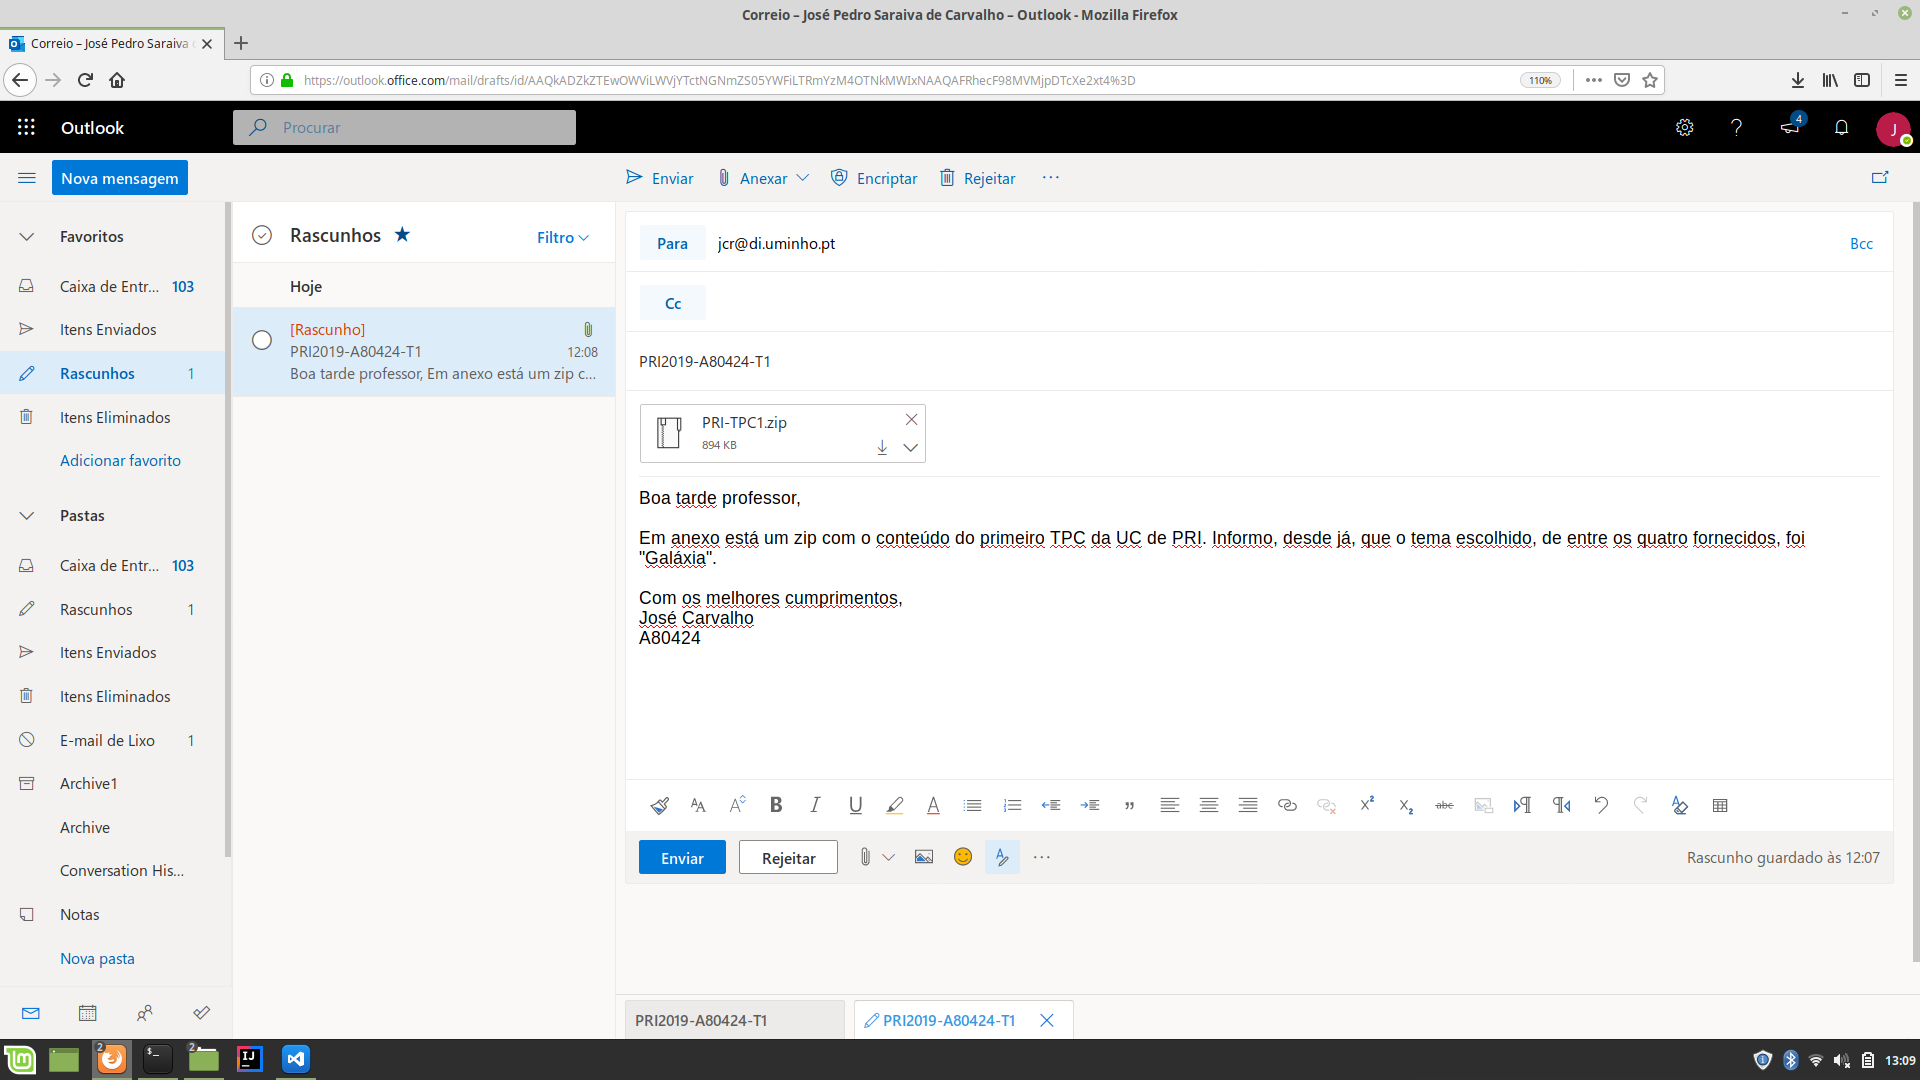 Correio – José Pedro Saraiva de Carvalho – Outlook - Mozilla Firefox
Correio – José Pedro Saraiva
https://outlook.office.com/mail/drafts/id/AAQkADZkZTEwOWViLWVjYTctNGNmZS05YWFiLTRmYzM4OTNkMWIxNAAQAFRhecF98MVMjpDTcXe2xt4%3D
110%
Outlook
Procurar
4
J
Nova mensagem
Enviar
Anexar
Encriptar
Rejeitar
Favoritos
Caixa de Entr... 103
Itens Enviados
Rascunhos 1
Itens Eliminados
Adicionar favorito
Pastas
Caixa de Entr... 103
Rascunhos 1
Itens Enviados
Itens Eliminados
E-mail de Lixo 1
Archive1
Archive
Conversation His...
Notas
Nova pasta
Rascunhos
Filtro
Hoje
[Rascunho]
PRI2019-A80424-T1 12:08
Boa tarde professor, Em anexo está um zip c...
Para jcr@di.uminho.pt Bcc
Cc
PRI2019-A80424-T1
PRI-TPC1.zip
894 KB
Boa tarde professor,
Em anexo está um zip com o conteúdo do primeiro TPC da UC de PRI. Informo, desde já, que o tema escolhido, de entre os quatro fornecidos, foi
"Galáxia".
Com os melhores cumprimentos,
José Carvalho
A80424
Enviar
Rejeitar
Rascunho guardado às 12:07
PRI2019-A80424-T1
PRI2019-A80424-T1
2
2
IJ
13:09